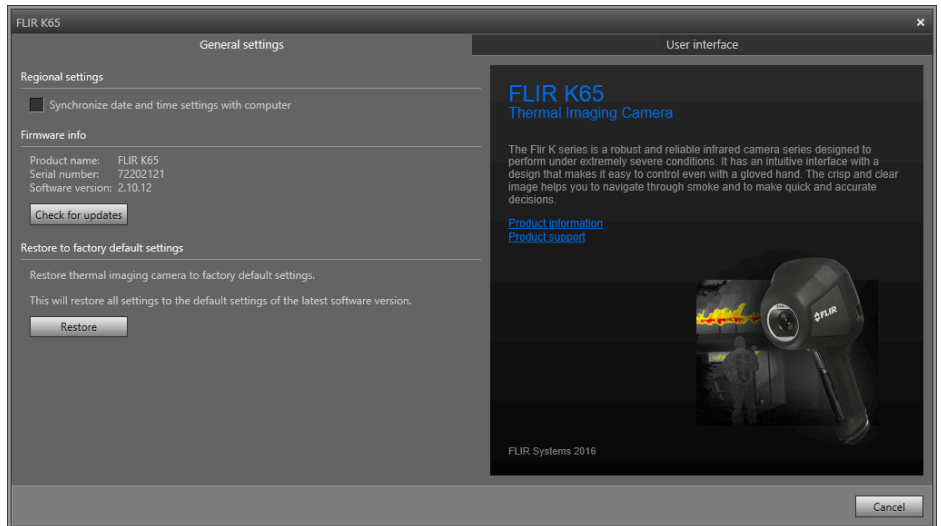 FLIR K65
General settings
User interface
Regional settings
Synchronize date and time settings with computer
Firmware info
Product name: FLIR K65
Serial number: 72202121
Software version: 2.10.12
Check for updates
Restore to factory default settings
Restore thermal imaging camera to factory default settings.
This will restore all settings to the default settings of the latest software version.
Restore
FLIR K65
Thermal Imaging Camera
The Flir K series is a robust and reliable infrared camera series designed to
perform under extremely severe conditions. It has an intuitive interface with a
design that makes it easy to control even with a gloved hand. The crisp and clear
image helps you to navigate through smoke and to make quick and accurate
decisions.
Product information
Product support
FLIR
FLIR Systems 2016
Cancel